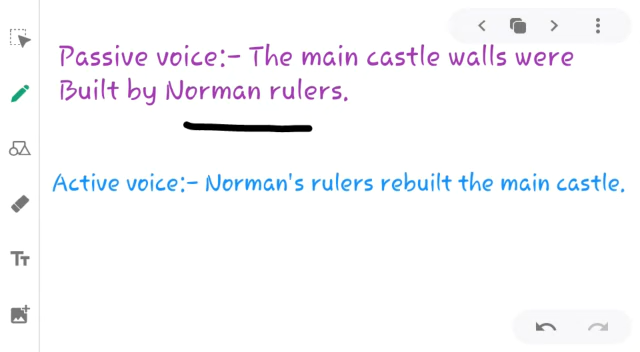 Passive voice:- The main castle walls were
Built by Norman rulers.
Active voice:- Norman's rulers rebuilt the main castle.
Tт